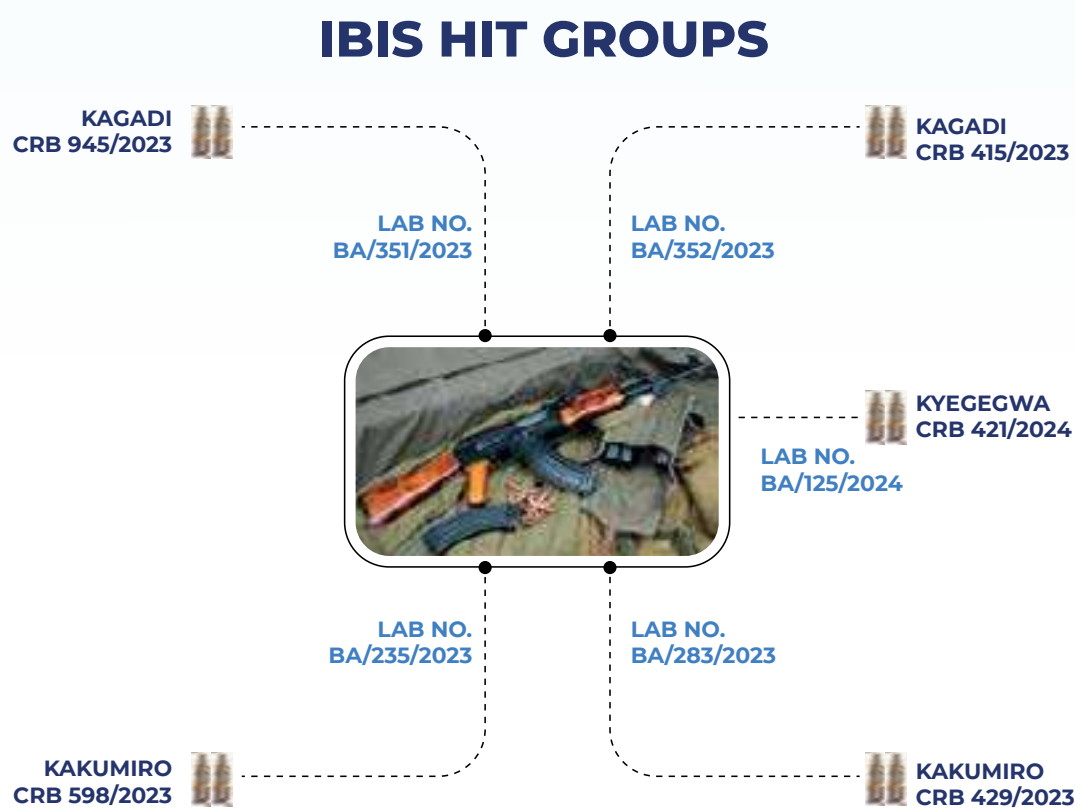 IBIS HIT GROUPS
KAGADI
CRB 945/2023
KAGADI
CRB 415/2023
LAB NO.
BA/351/2023
LAB NO.
BA/352/2023
KYEGEGWA
CRB 421/2024
LAB NO.
BA/125/2024
LAB NO.
BA/235/2023
LAB NO.
BA/283/2023
KAKUMIRO
CRB 598/2023
KAKUMIRO
CRB 429/2023